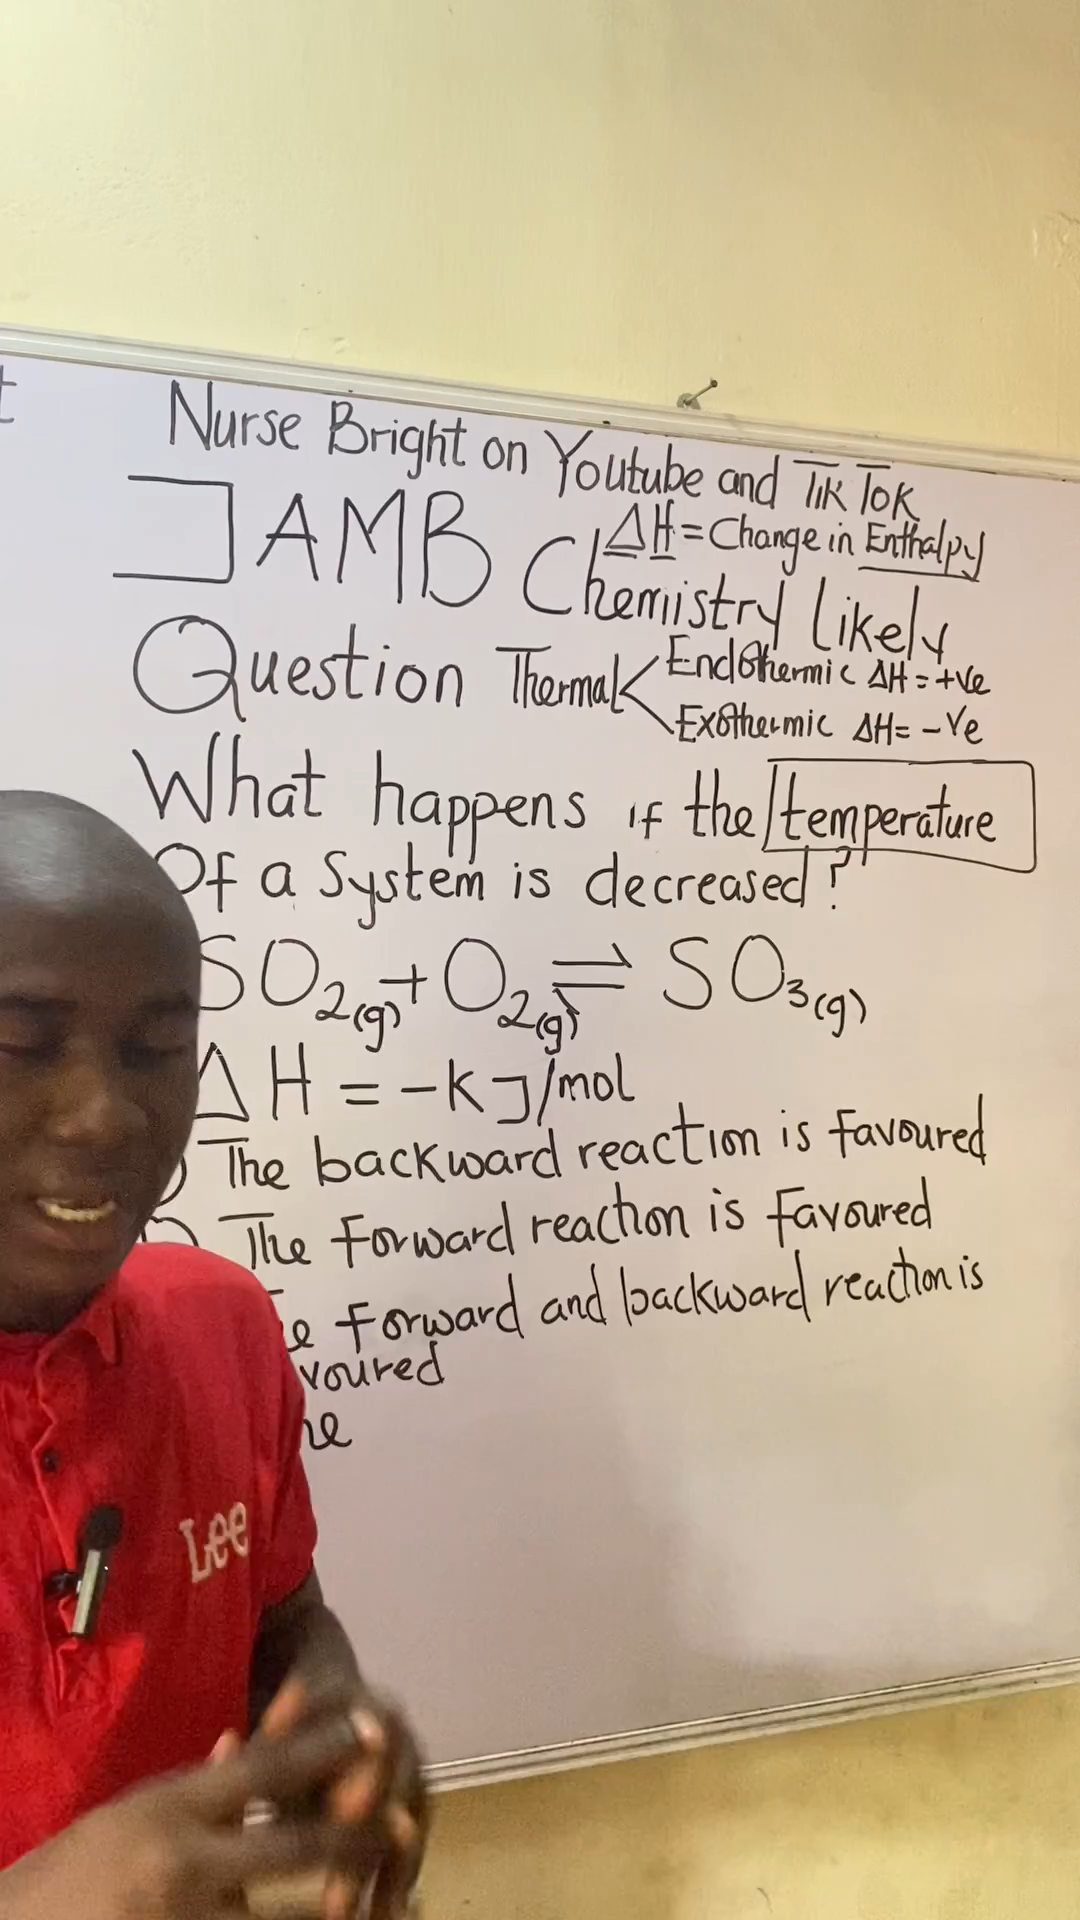 Nurse Bright on Youtube and TikTok
JAMB Chemistry Likely
ΔH = Change in Enthalpy
Question Thermal
Endothermic ΔH = +ve
Exothermic ΔH = -ve
What happens if the temperature
Of a System is decreased?
SO2(g) + O2(g) ⇌ SO3(g)
ΔH = -KJ/mol
The backward reaction is favoured
The forward reaction is favoured
forward and backward reaction is
Lee